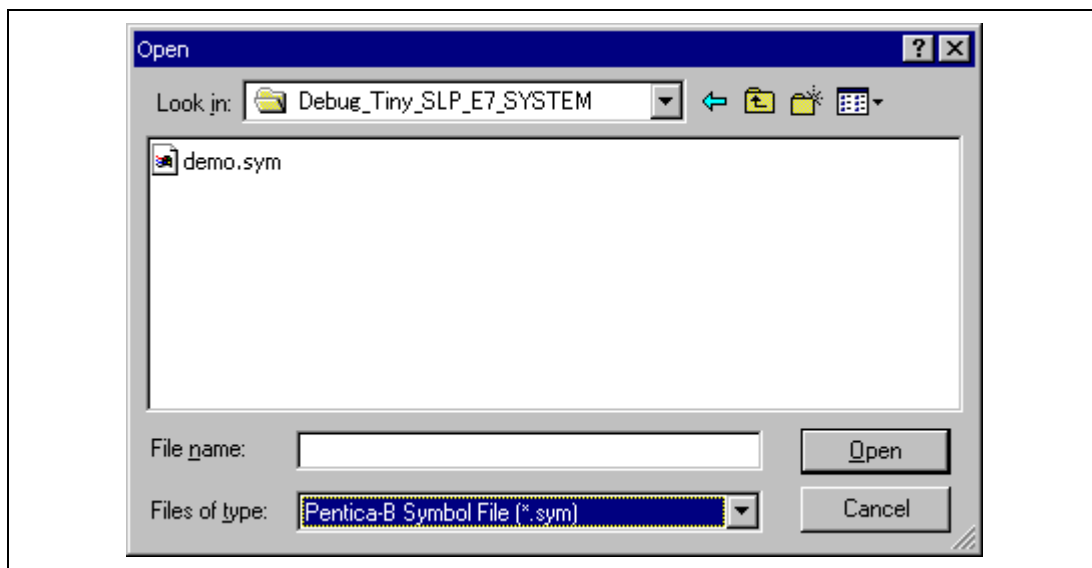 Open
Look in: Debug_Tiny_SLP_E7_SYSTEM
demo.sym
File name: Open
Files of type: Pentica-B Symbol File (*.sym) Cancel